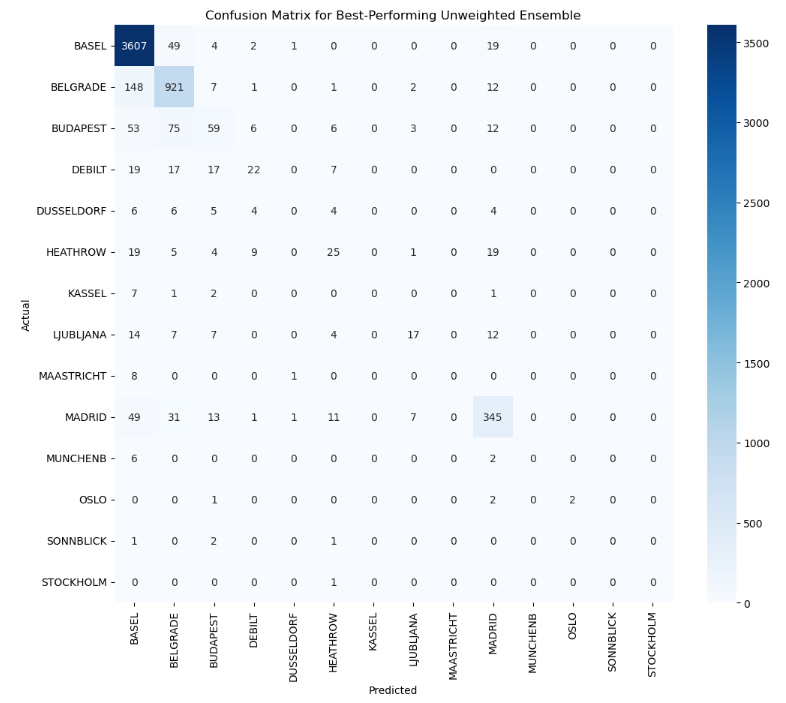 Confusion Matrix for Best-Performing Unweighted Ensemble
BASEL 3607 49 4 2 1 0 0 0 0 19 0 0 0 0
BELGRADE 148 921 7 1 0 1 0 2 0 12 0 0 0 0
BUDAPEST 53 75 59 6 0 6 0 3 0 12 0 0 0 0
DEBILT 19 17 17 22 0 7 0 0 0 0 0 0 0 0
DUSSELDORF 6 6 5 4 0 4 0 0 0 4 0 0 0 0
HEATHROW 19 5 4 9 0 25 0 1 0 19 0 0 0 0
KASSEL 7 1 2 0 0 0 0 0 0 1 0 0 0 0
LJUBLJANA 14 7 7 0 0 4 0 17 0 12 0 0 0 0
MAASTRICHT 8 0 0 0 1 0 0 0 0 0 0 0 0 0
MADRID 49 31 13 1 1 11 0 7 0 345 0 0 0 0
MUNCHENB 6 0 0 0 0 0 0 0 0 2 0 0 0 0
OSLO 0 0 1 0 0 0 0 0 0 2 0 2 0 0
SONNBLICK 1 0 2 0 0 1 0 0 0 0 0 0 0 0
STOCKHOLM 0 0 0 0 0 1 0 0 0 0 0 0 0 0
BASEL BELGRADE BUDAPEST DEBILT DUSSELDORF HEATHROW KASSEL LJUBLJANA MAASTRICHT MADRID MUNCHENB OSLO SONNBLICK STOCKHOLM
Predicted
Actual
3500
3000
2500
2000
1500
1000
500
0